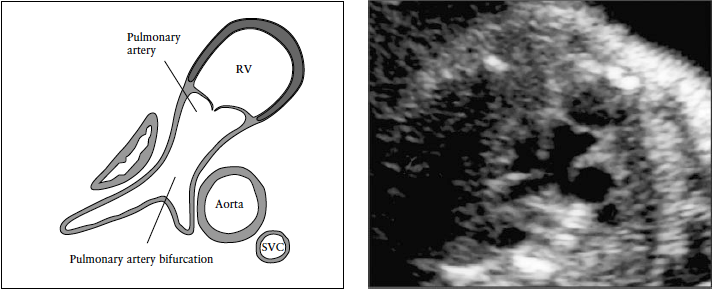 Pulmonary
artery
RV
Aorta
SVC
Pulmonary artery bifurcation